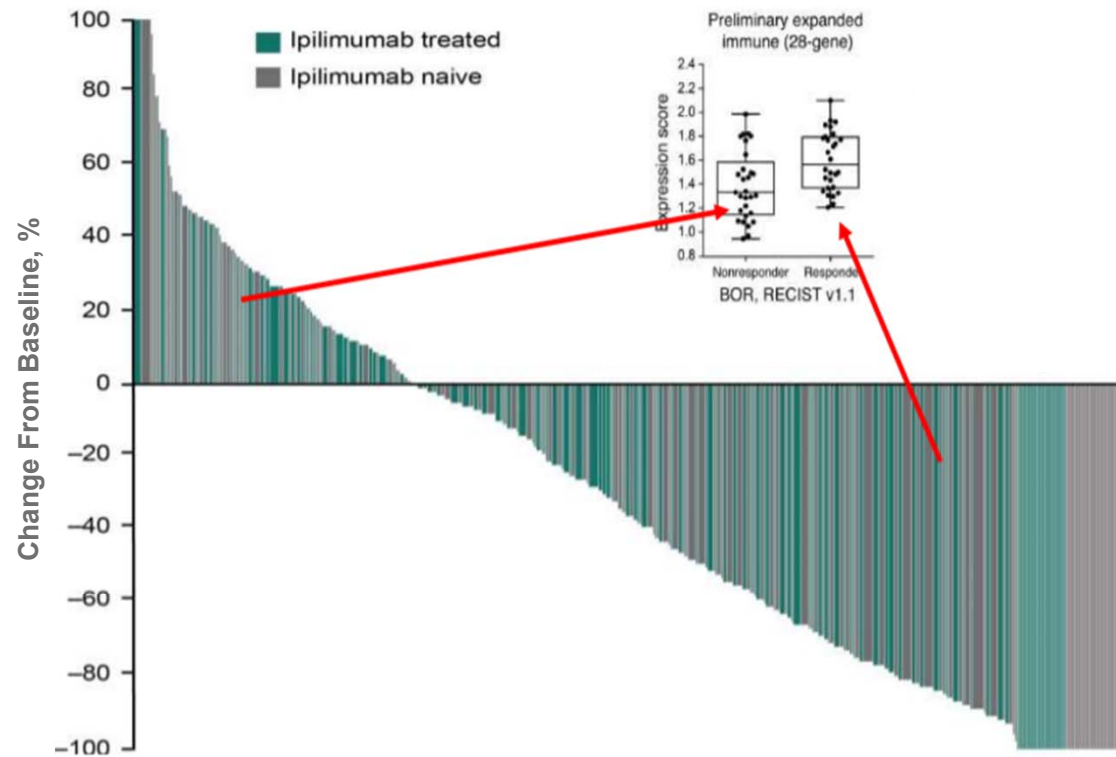 Change From Baseline, %
100
80
60
40
20
0
–20
–40
–60
–80
–100
Ipilimumab treated
Ipilimumab naive
Preliminary expanded
immune (28-gene)
Expression score
2.4
2.2
2.0
1.8
1.6
1.4
1.2
1.0
0.8
Nonresponder Responde
BOR, RECIST v1.1